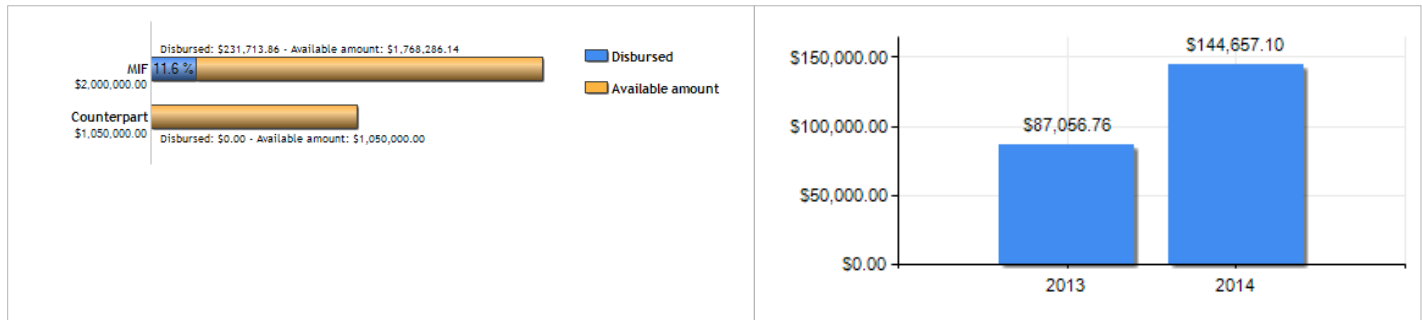 Disbursed: $231,713.86 - Available amount: $1,768,286.14
MIF
$2,000,000.00
11.6 %
Counterpart
$1,050,000.00
Disbursed: $0.00 - Available amount: $1,050,000.00
Disbursed
Available amount
$150,000.00
$100,000.00
$50,000.00
$0.00
$87,056.76
$144,657.10
2013
2014